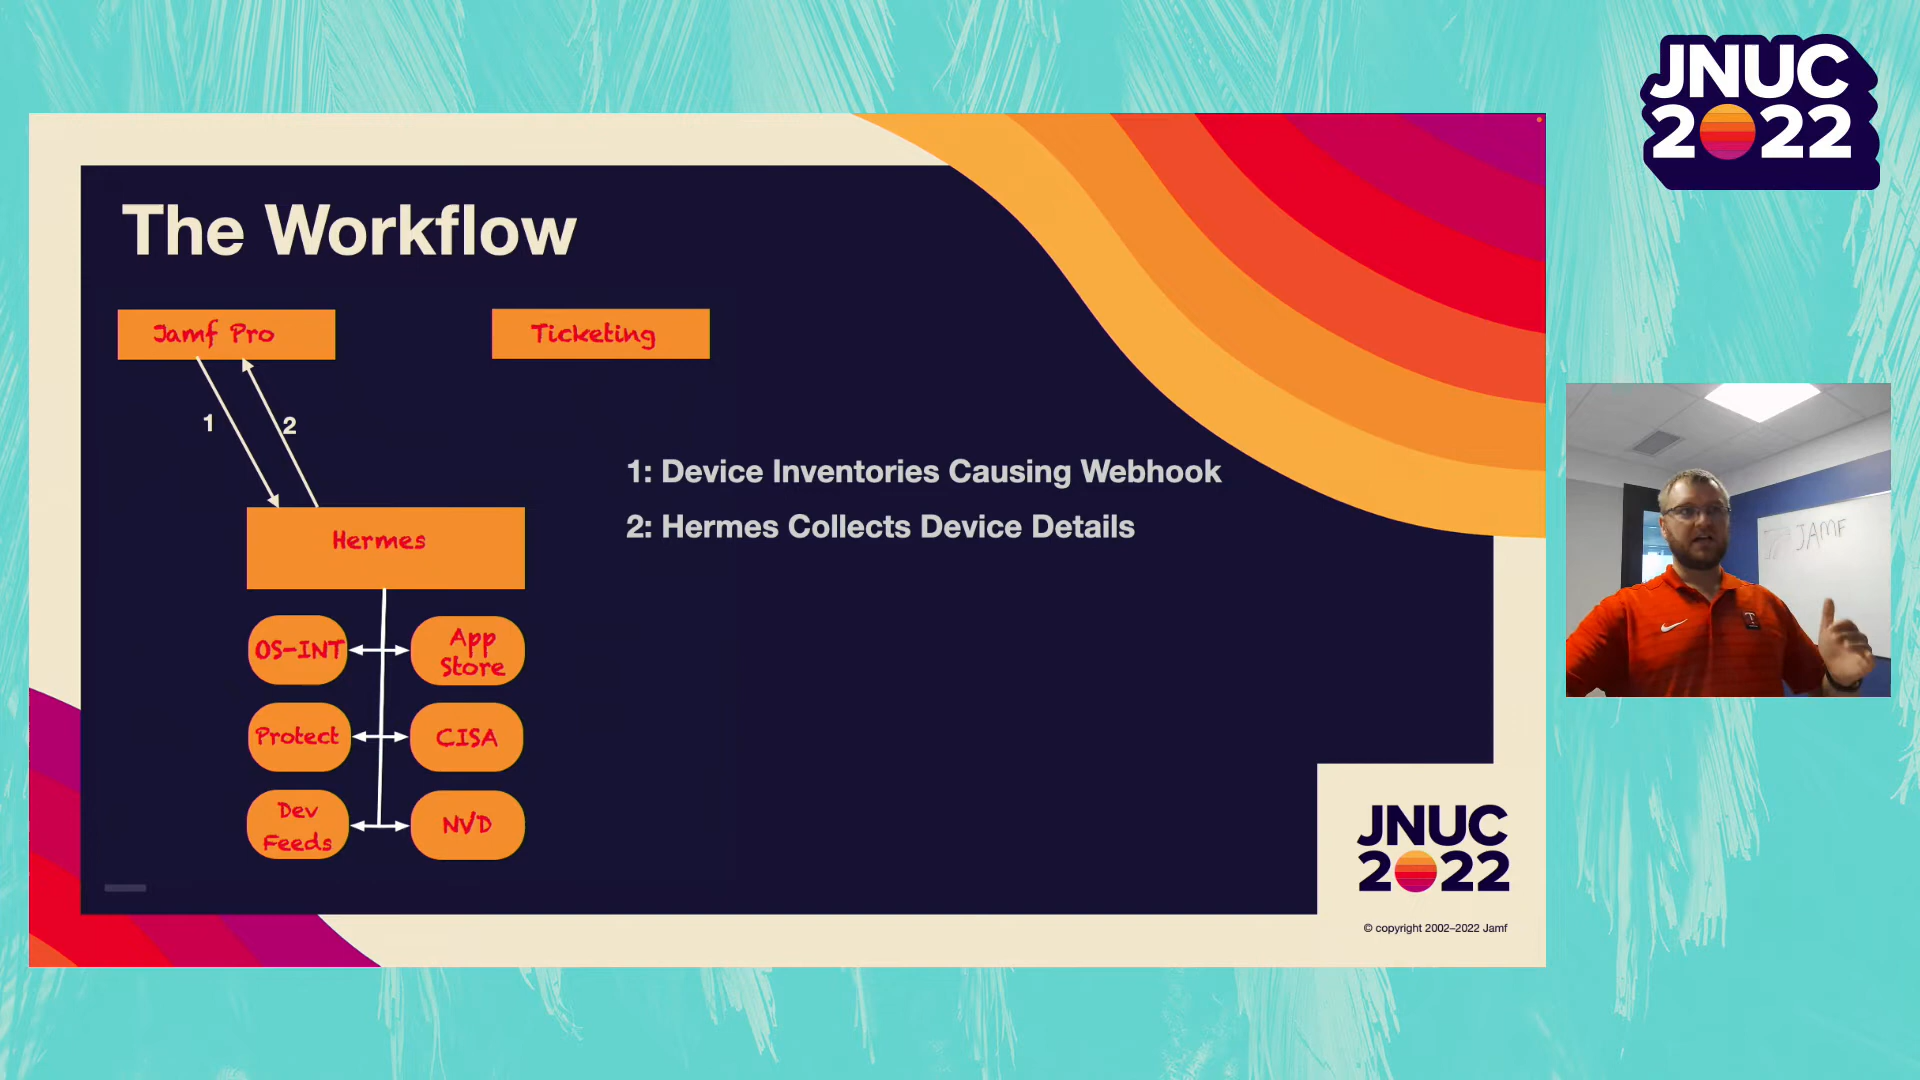 JNUC
2022
The Workflow
Jamf Pro
Ticketing
1
2
1: Device Inventories Causing Webhook
2: Hermes Collects Device Details
Hermes
OS-INT
App
Store
Protect
CISA
Dev
Feeds
NVD
JAMF
JNUC
2022
© copyright 2002–2022 Jamf